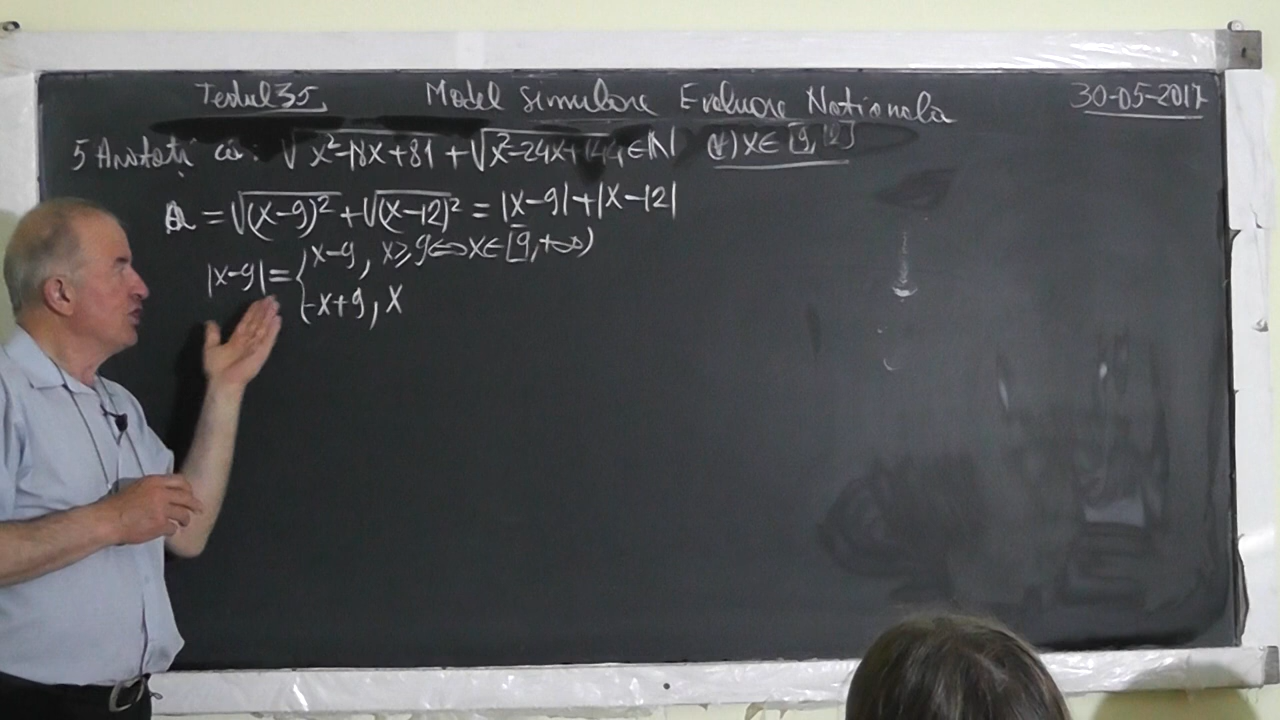 Testul 35 Model Simulare Evaluare Nationala 30-05-2017
5 Arătați că: √x²-18x+81 + √x²-24x+144 ∈ ℕ (∀) x ∈ [9,12]
a = √(x-9)² + √(x-12)² = |x-9|+|x-12|
|x-9| = { x-9, x ≥ 9 ⇔ x ∈ [9,+∞)
-x+9, x